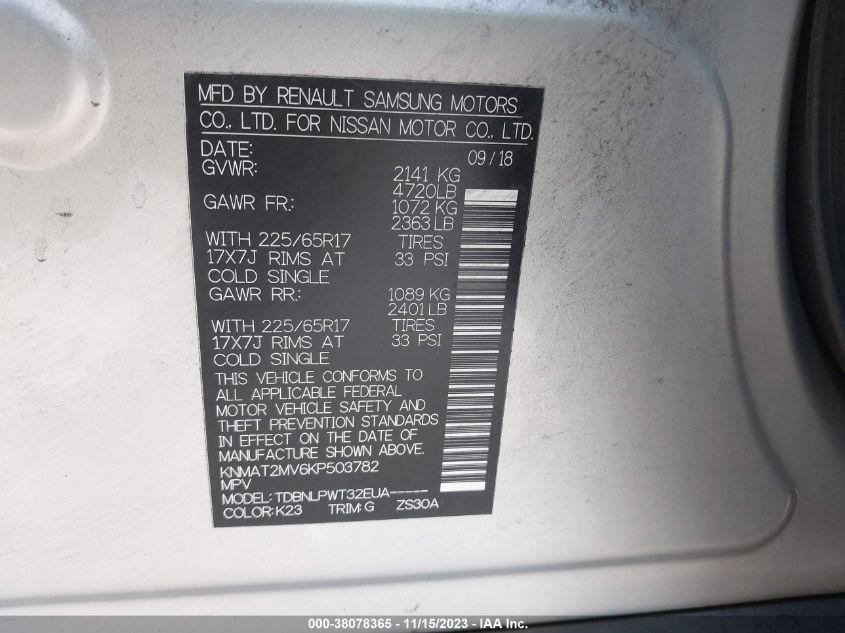 MFD BY RENAULT SAMSUNG MOTORS
CO., LTD. FOR NISSAN MOTOR CO., LTD.
DATE: 09/18
GVWR: 2141 KG
4720LB
GAWR FR.: 1072 KG
2363LB
WITH 225/65R17 TIRES
17X7J RIMS AT 33 PSI
COLD SINGLE
GAWR RR.: 1089 KG
2401LB
WITH 225/65R17 TIRES
17X7J RIMS AT 33 PSI
COLD SINGLE
THIS VEHICLE CONFORMS TO
ALL APPLICABLE FEDERAL
MOTOR VEHICLE SAFETY AND
THEFT PREVENTION STANDARDS
IN EFFECT ON THE DATE OF
MANUFACTURE SHOWN ABOVE.
KNMAT2MV6KP503782
MPV
MODEL: TDBNLPWT32EUA-----
COLOR: K23 TRIM: G ZS30A
000-38078365 - 11/15/2023 - IAA Inc.